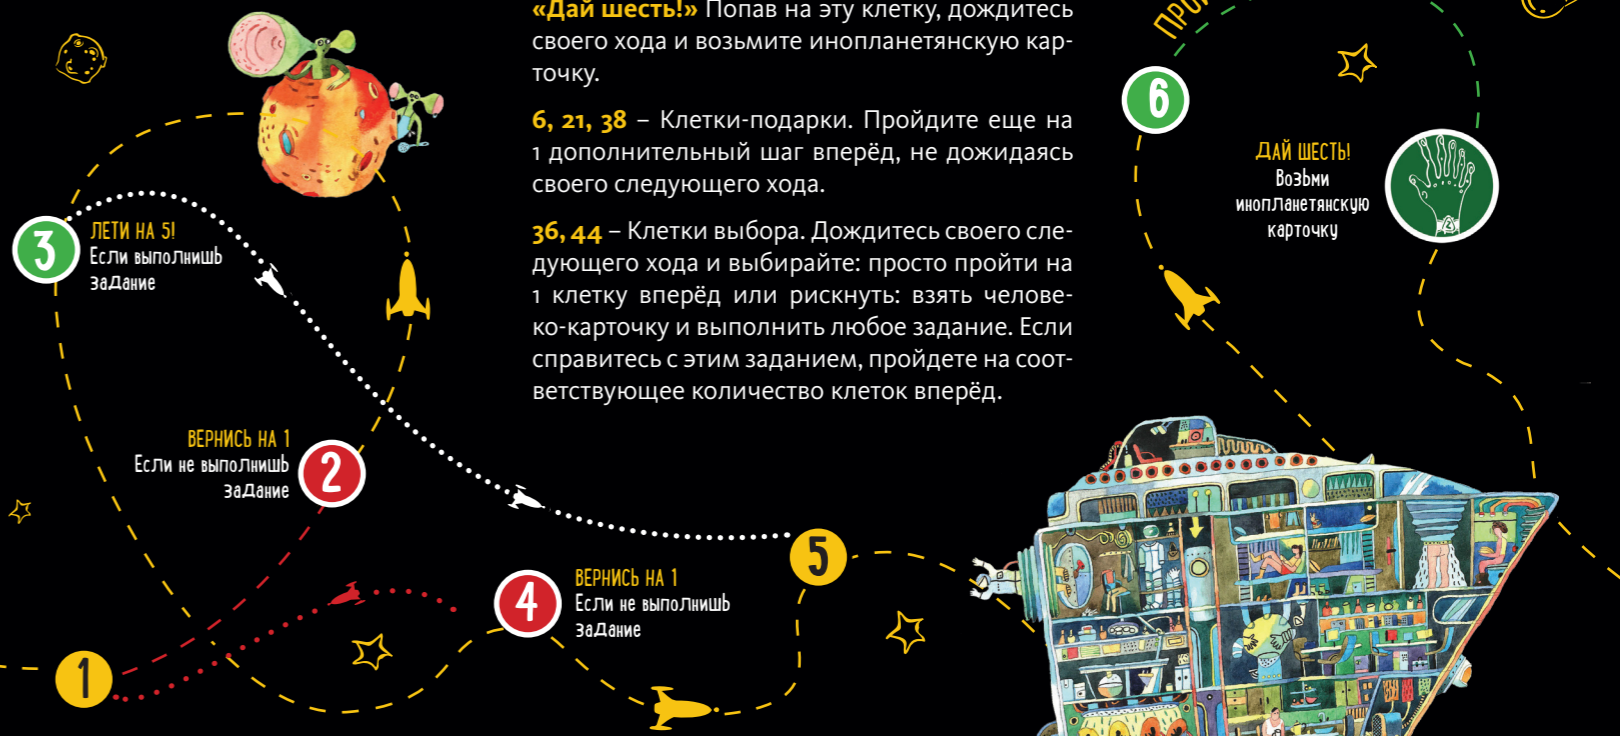 «Дай шесть!» Попав на эту клетку, дождитесь
своего хода и возьмите инопланетянскую кар-
точку.
6, 21, 38 – Клетки-подарки. Пройдите еще на
1 дополнительный шаг вперёд, не дожидаясь
своего следующего хода.
36, 44 – Клетки выбора. Дождитесь своего сле-
дующего хода и выбирайте: просто пройти на
1 клетку вперёд или рискнуть: взять челове-
ко-карточку и выполнить любое задание. Если
справитесь с этим заданием, пройдете на соот-
ветствующее количество клеток вперёд.
6
ДАЙ ШЕСТЬ!
Возьми
инопланетянскую
карточку
3
ЛЕТИ НА 5!
Если выполнишь
задание
ВЕРНИСЬ НА 1
Если не выполнишь
задание
2
5
4
ВЕРНИСЬ НА 1
Если не выполнишь
задание
1